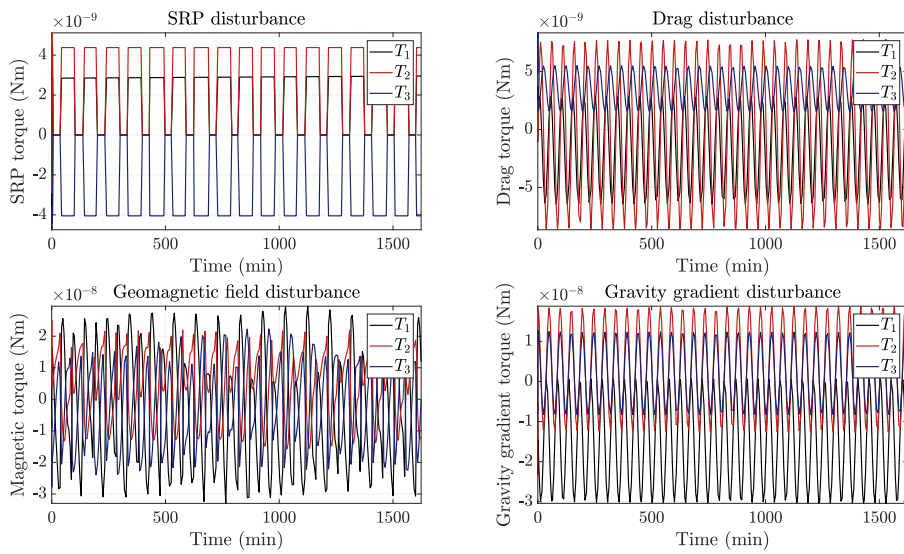 SRP disturbance
×10⁻⁹
4
2
0
-2
-4
SRP torque (Nm)
T₁
T₂
T₃
0
500
1000
1500
Time (min)
Drag disturbance
×10⁻⁹
5
0
-5
Drag torque (Nm)
T₁
T₂
T₃
0
500
1000
1500
Time (min)
Geomagnetic field disturbance
×10⁻⁸
2
1
0
-1
-2
-3
Magnetic torque (Nm)
T₁
T₂
T₃
0
500
1000
1500
Time (min)
Gravity gradient disturbance
×10⁻⁸
1
0
-1
-2
-3
Gravity gradient torque (Nm)
T₁
T₂
T₃
0
500
1000
1500
Time (min)